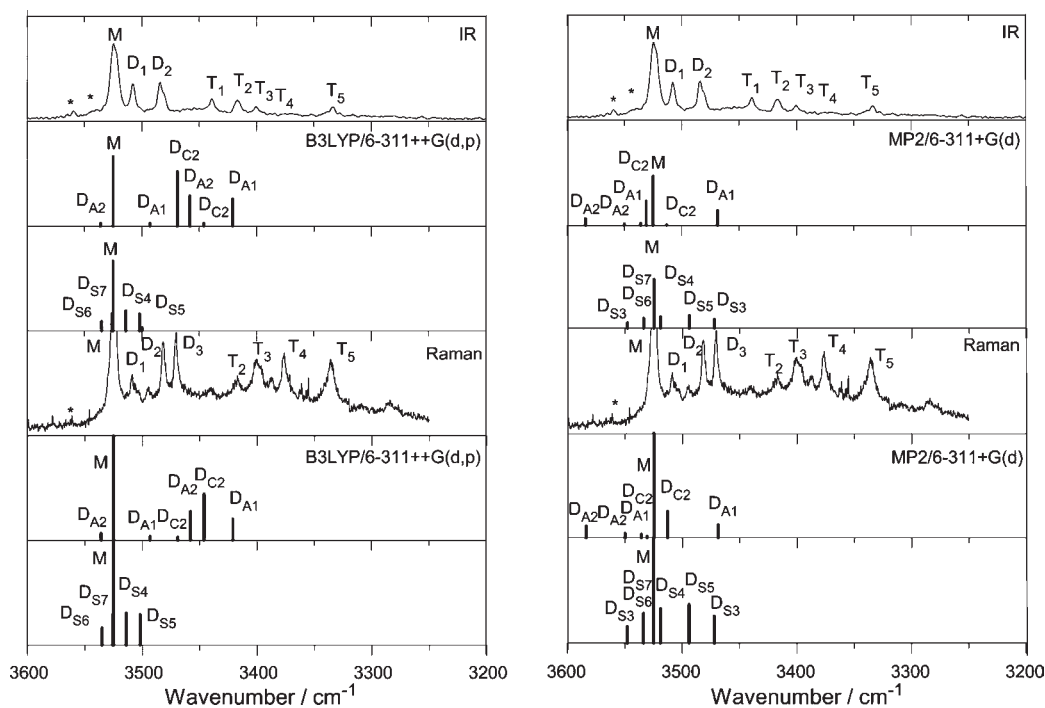 M IR
D1 D2
* * T1 T2 T3 T4 T5
B3LYP/6-311++G(d,p)
M DC2
DA2 DA1 DA2 DC2 DA1
M
DS7 DS4
DS6 DS5
M D1 D2 D3 Raman
* T2 T3 T4 T5
B3LYP/6-311++G(d,p)
M DA2 DC2
DA2 DA1 DC2 DA1
M
DS7 DS4
DS6 DS5
3600 3500 3400 3300 3200
Wavenumber / cm-1
M IR
D1 D2
* * T1 T2 T3 T4 T5
MP2/6-311+G(d)
DC2 M
DA1 DA1
DA2 DA2 DC2
M
DS7 DS4
DS3 DS6 DS5 DS3
M D1 D2 D3 Raman
* T2 T3 T4 T5
MP2/6-311+G(d)
M
DC2 DC2
DA2 DA2 DA1 DA1
M
DS7 DS5
DS3 DS6 DS4 DS3
3600 3500 3400 3300 3200
Wavenumber / cm-1